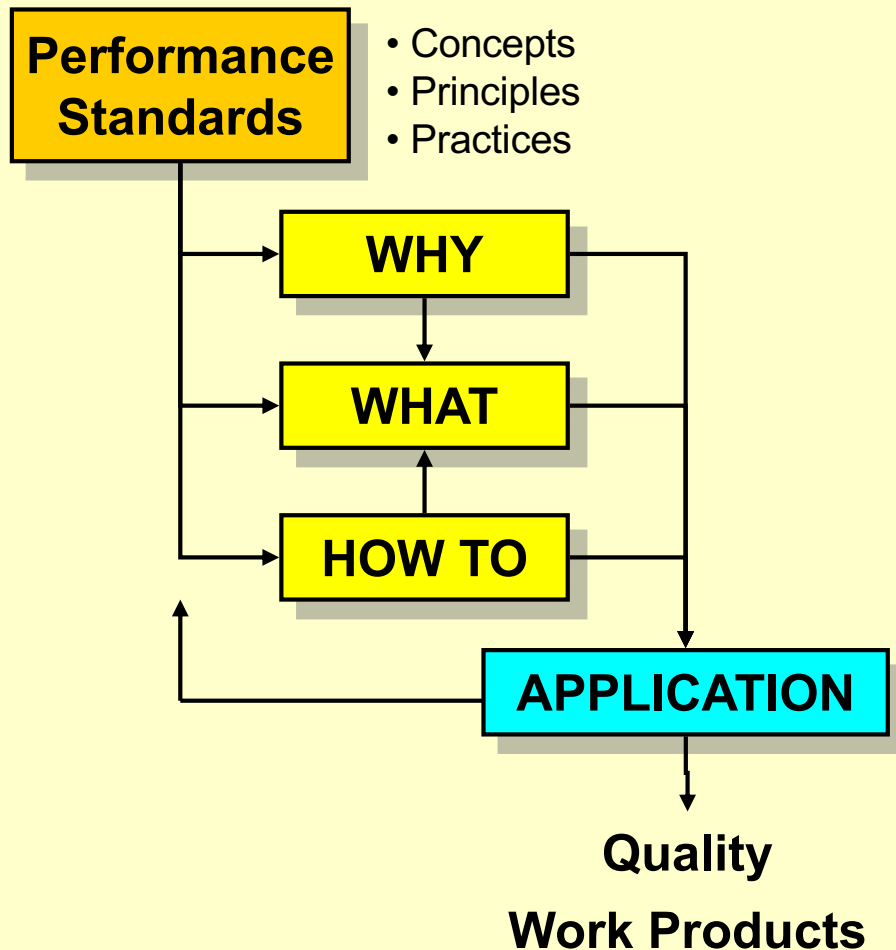 Performance
Standards
• Concepts
• Principles
• Practices
WHY
WHAT
HOW TO
APPLICATION
Quality
Work Products